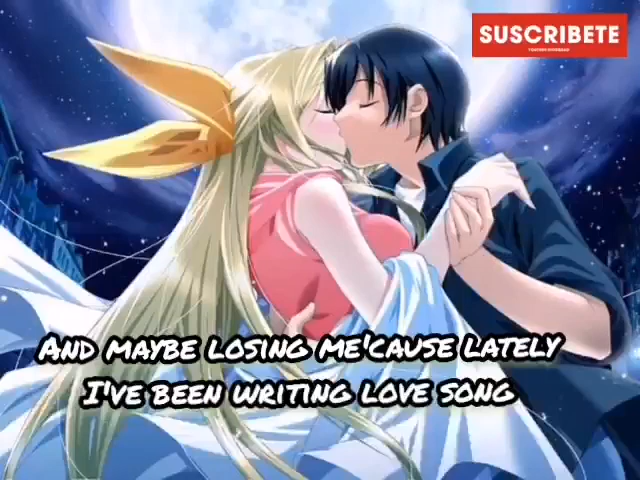 SUSCRIBETE
AND MAYBE LOSING ME'CAUSE LATELY
I'VE BEEN WRITING LOVE SONG